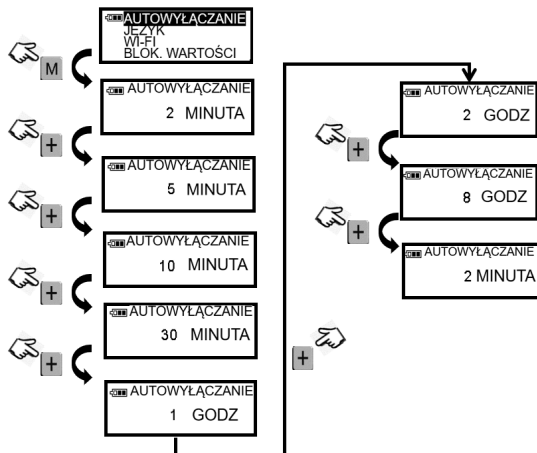 AUTOWYŁĄCZANIE
JĘZYK
WI-FI
BLOK. WARTOŚCI
M
AUTOWYŁĄCZANIE
2 MINUTA
+
AUTOWYŁĄCZANIE
5 MINUTA
+
AUTOWYŁĄCZANIE
10 MINUTA
+
AUTOWYŁĄCZANIE
30 MINUTA
+
AUTOWYŁĄCZANIE
1 GODZ
+
AUTOWYŁĄCZANIE
2 GODZ
+
AUTOWYŁĄCZANIE
8 GODZ
+
AUTOWYŁĄCZANIE
2 MINUTA